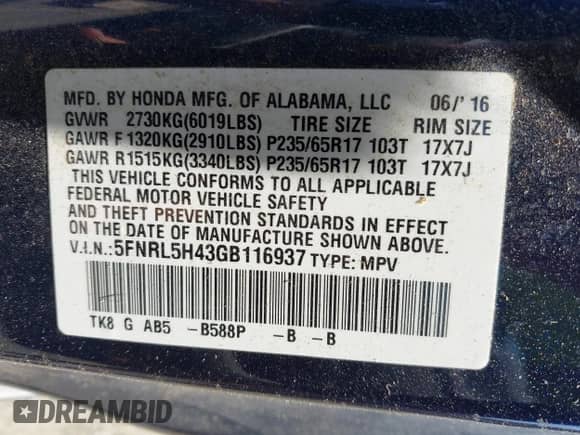 MFD. BY HONDA MFG. OF ALABAMA, LLC 06/' 16
GVWR 2730KG(6019LBS) TIRE SIZE RIM SIZE
GAWR F 1320KG(2910LBS) P235/65R17 103T 17X7J
GAWR R1515KG(3340LBS) P235/65R17 103T 17X7J
THIS VEHICLE CONFORMS TO ALL APPLICABLE
FEDERAL MOTOR VEHICLE SAFETY
AND THEFT PREVENTION STANDARDS IN EFFECT
ON THE DATE OF MANUFACTURE SHOWN ABOVE.
V.I.N.:5FNRL5H43GB116937 TYPE: MPV
TK8 G AB5 -B588P -B -B
DREAMBID